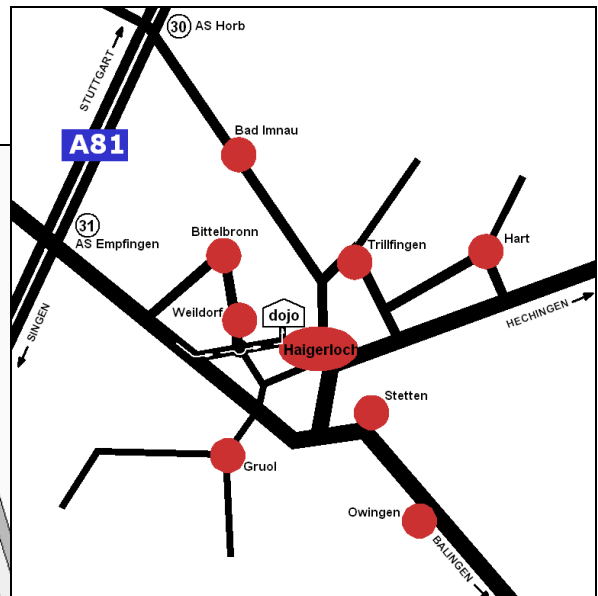 30 AS Horb
STUTTGART
Bad Imnau
A81
31
AS Empfingen
Bittelbronn
Trillfingen
Hart
Weildorf
dojo
HECHINGEN
SINGEN
Haigerloch
Stetten
Gruol
Owingen
BALINGEN